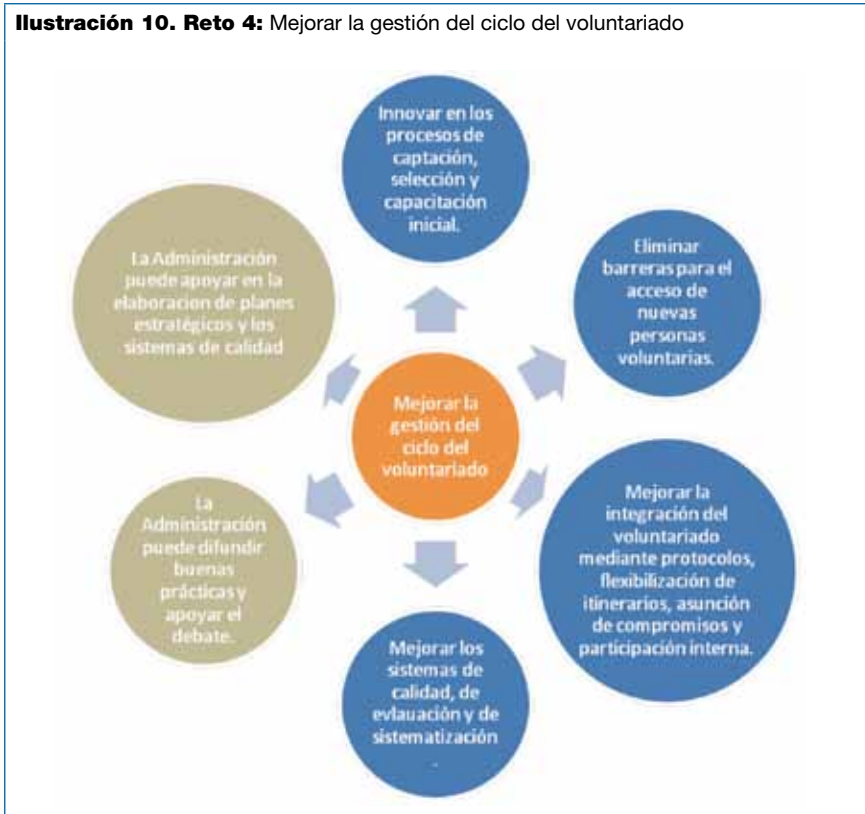 Ilustración 10. Reto 4: Mejorar la gestión del ciclo del voluntariado
Innovar en los
procesos de
captación,
selección y
capacitación
inicial.
Eliminar
barreras para el
acceso de
nuevas
personas
voluntarias.
Mejorar la
integración del
voluntariado
mediante protocolos,
flexibilización de
itinerarios, asunción
de compromisos y
participación interna.
Mejorar los
sistemas de
calidad, de
evlauación y de
sistematización
.
La
Administración
puede difundir
buenas
prácticas y
apoyar el
debate.
La Administración
puede apoyar en la
elaboracion de planes
estratégicos y los
sistemas de calidad
Mejorar la
gestión del
ciclo del
voluntariado